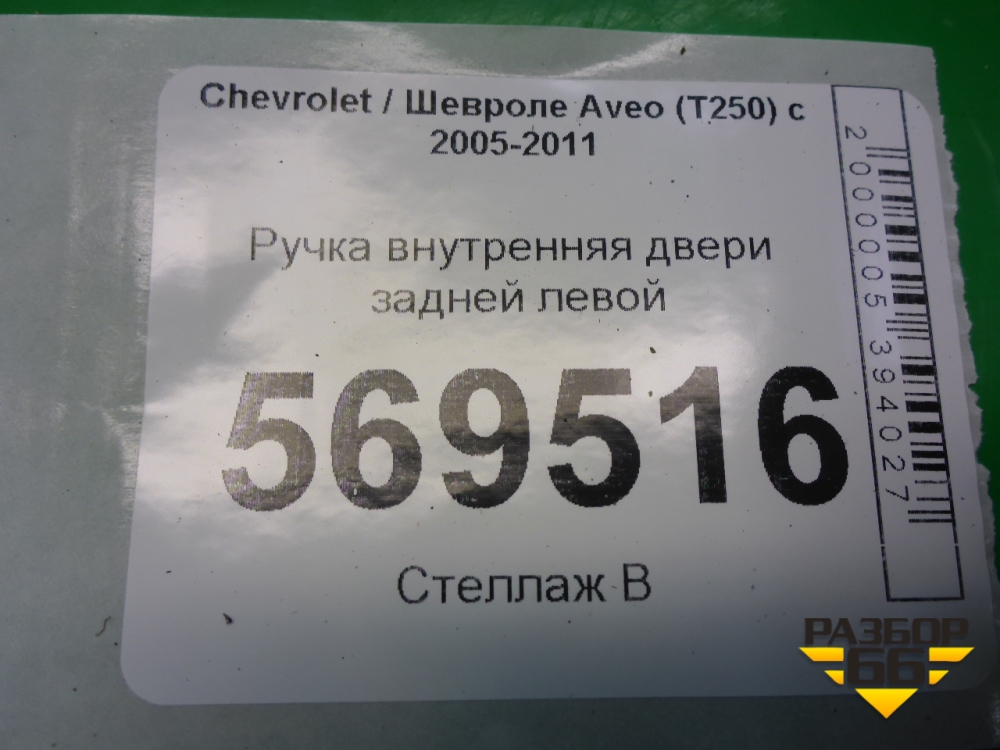 Chevrolet / Шевроле Aveo (T250) с
2005-2011
Ручка внутренняя двери
задней левой
569516
Стеллаж В
2000005394027
РАЗБОР
66